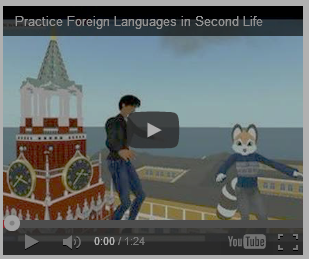 Practice Foreign Languages in Second Life
0:00 / 1:24
YouTube